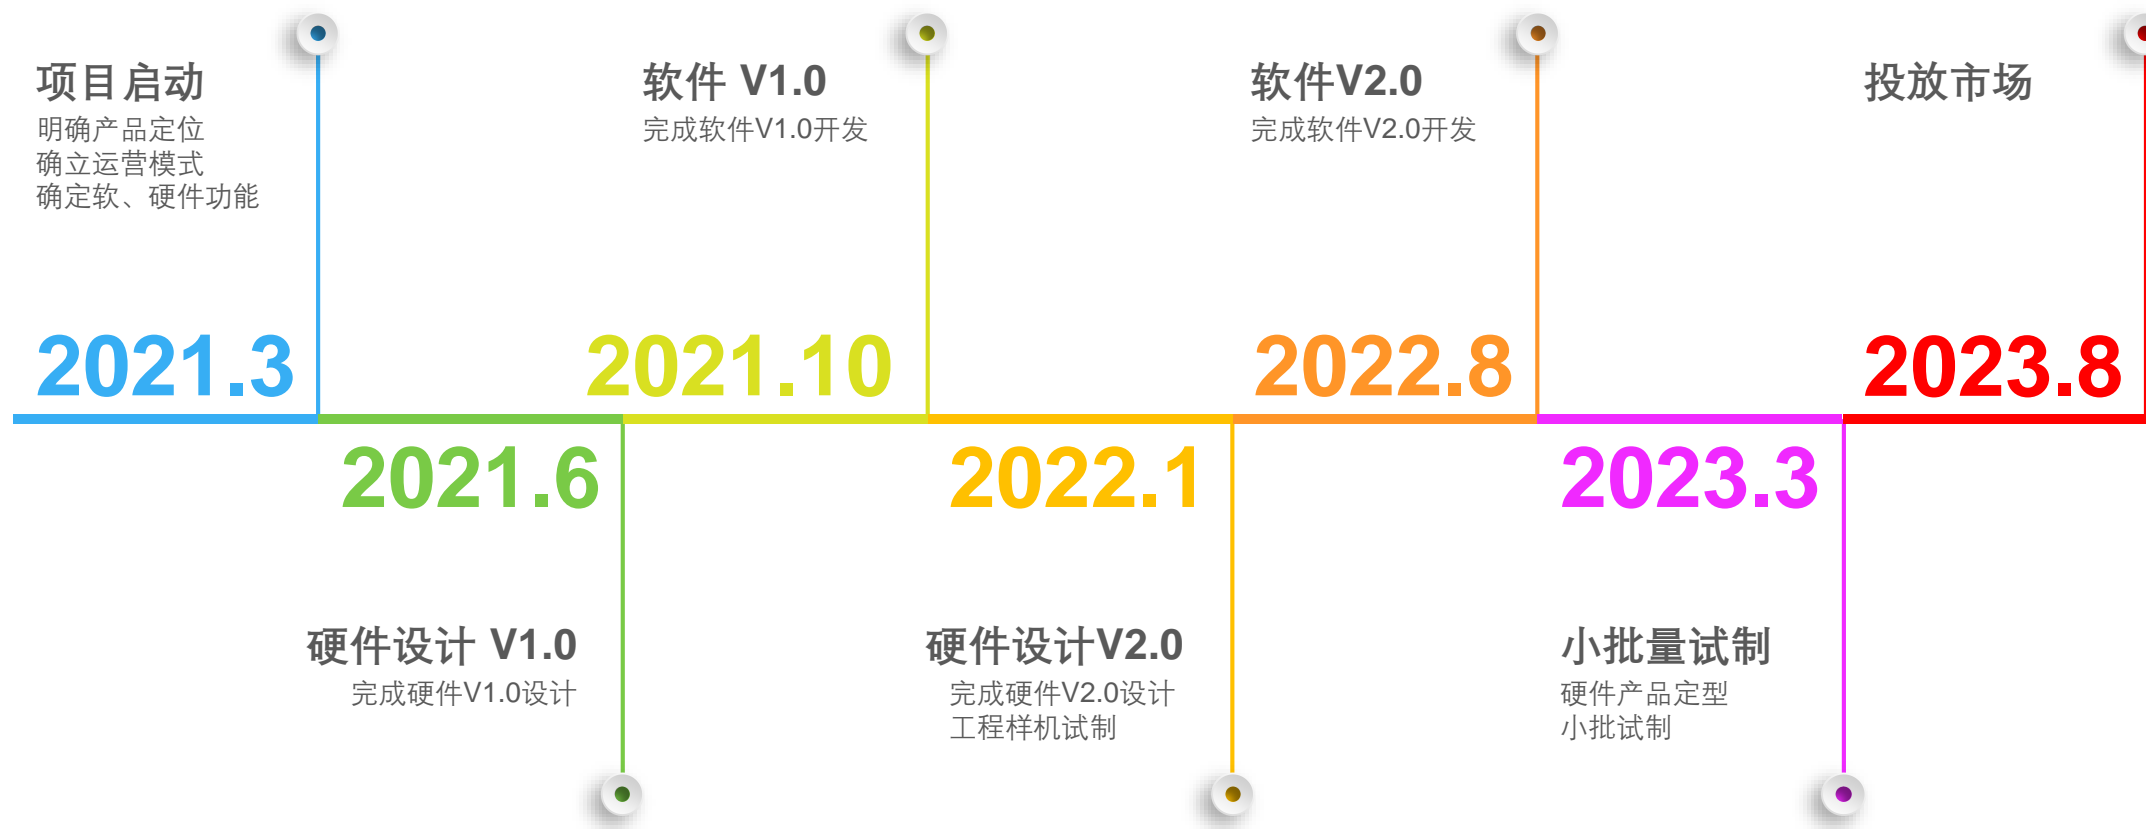 项目启动
明确产品定位
确立运营模式
确定软、硬件功能
2021.3
2021.6
硬件设计 V1.0
完成硬件V1.0设计
软件 V1.0
完成软件V1.0开发
2021.10
2022.1
硬件设计V2.0
完成硬件V2.0设计
工程样机试制
软件V2.0
完成软件V2.0开发
2022.8
2023.3
小批量试制
硬件产品定型
小批试制
投放市场
2023.8